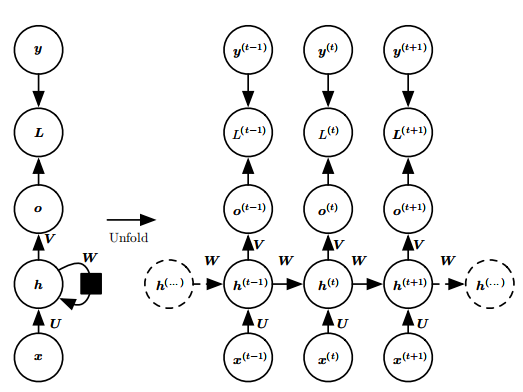 y y^(t−1) y^(t) y^(t+1)
L L^(t−1) L^(t) L^(t+1)
o o^(t−1) o^(t) o^(t+1)
Unfold
V V V V
W W W W W
h h^(...) h^(t−1) h^(t) h^(t+1) h^(...)
U U U U
x x^(t−1) x^(t) x^(t+1)